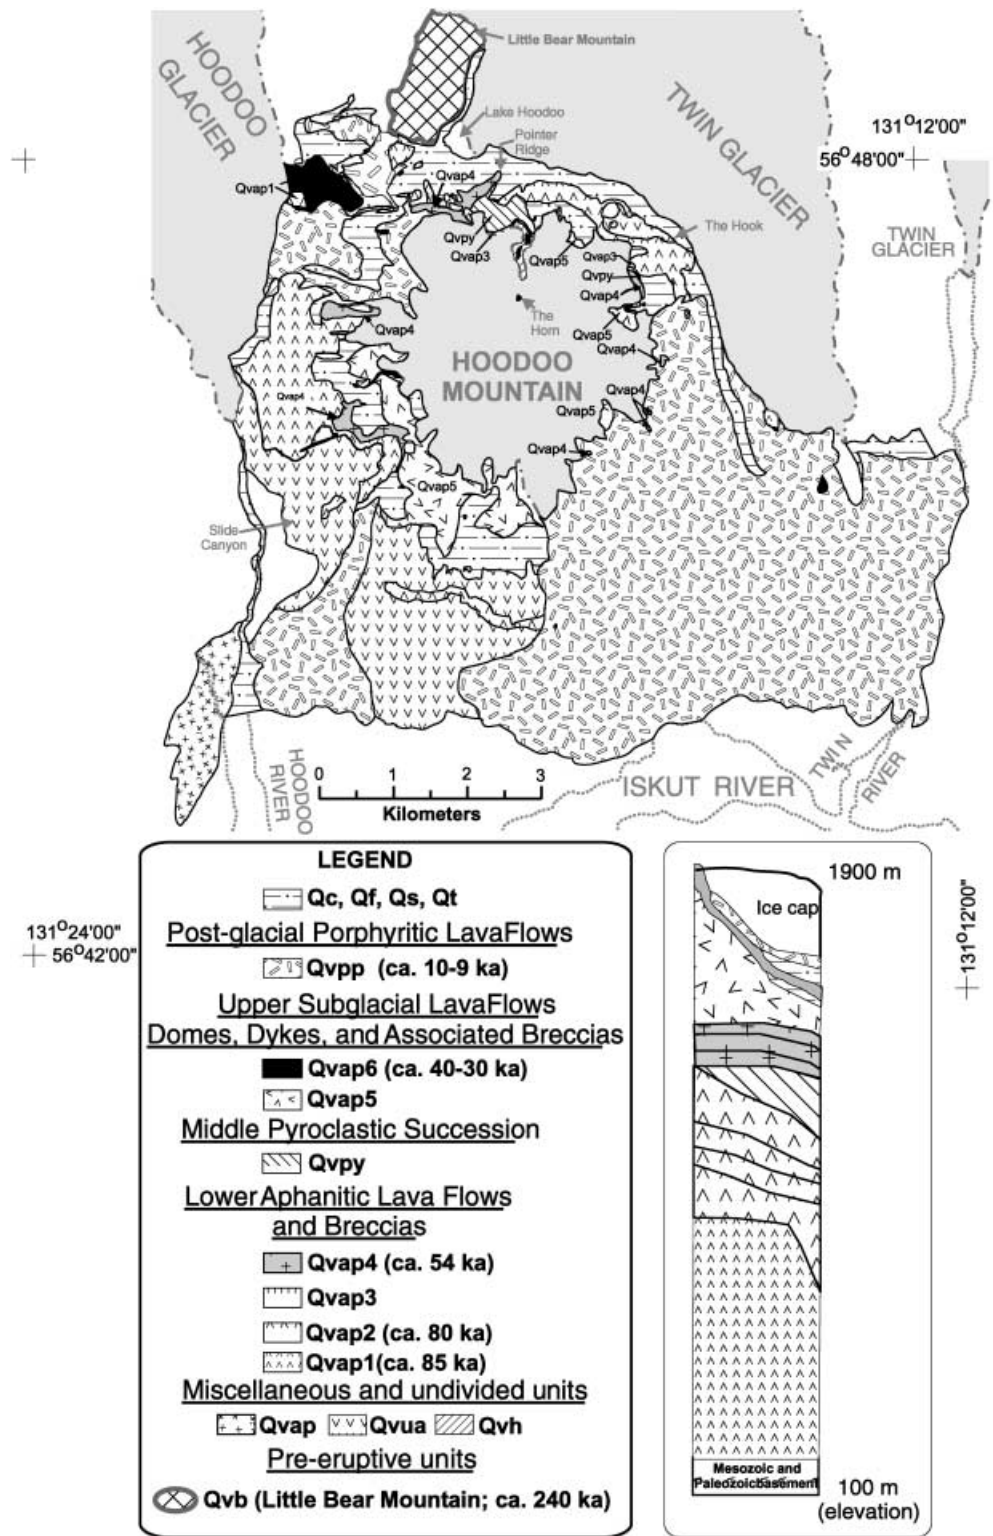 HOODOO
GLACIER
Little Bear Mountain
Lake Hoodoo
Pointer
Ridge
TWIN GLACIER
131°12'00"
56°48'00"
Qvap1
Qvap4
Qvpy
Qvap3
Qvap5
The Hook
TWIN
GLACIER
Qvap3
Qvpy
Qvap4
The
Horn
Qvap5
Qvap4
Qvap4
HOODOO
MOUNTAIN
Qvap4
Qvap4
Qvap5
Qvap4
Qvap5
Slide
Canyon
HOODOO
RIVER
0 1 2 3
Kilometers
ISKUT RIVER
TWIN
RIVER
LEGEND
Qc, Qf, Qs, Qt
Post-glacial Porphyritic LavaFlows
Qvpp (ca. 10-9 ka)
Upper Subglacial LavaFlows
Domes, Dykes, and Associated Breccias
Qvap6 (ca. 40-30 ka)
Qvap5
Middle Pyroclastic Succession
Qvpy
Lower Aphanitic Lava Flows
and Breccias
Qvap4 (ca. 54 ka)
Qvap3
Qvap2 (ca. 80 ka)
Qvap1(ca. 85 ka)
Miscellaneous and undivided units
Qvap Qvua Qvh
Pre-eruptive units
Qvb (Little Bear Mountain; ca. 240 ka)
131°24'00"
56°42'00"
1900 m
Ice cap
Mesozoic and
Paleozoicbasement
100 m
(elevation)
131°12'00"